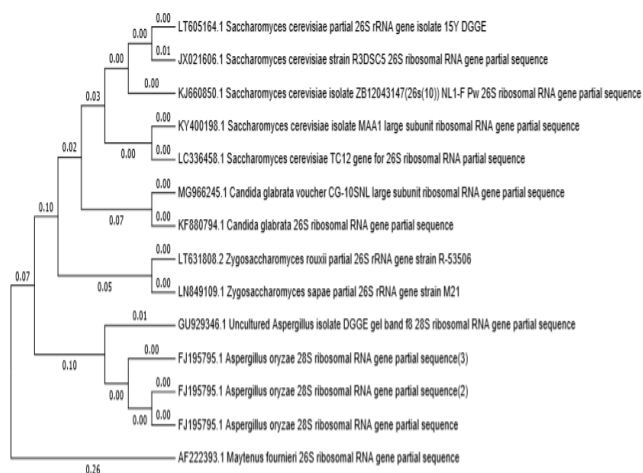 0.00
LT605164.1 Saccharomyces cerevisiae partial 26S rRNA gene isolate 15Y DGGE
0.00
0.01
JX021606.1 Saccharomyces cerevisiae strain R3DSC5 26S ribosomal RNA gene partial sequence
0.00
0.00
KJ660850.1 Saccharomyces cerevisiae isolate ZB12043147(26s(10)) NL1-F Pw 26S ribosomal RNA gene partial sequence
0.03
0.00
KY400198.1 Saccharomyces cerevisiae isolate MAA1 large subunit ribosomal RNA gene partial sequence
0.00
0.00
LC336458.1 Saccharomyces cerevisiae TC12 gene for 26S ribosomal RNA partial sequence
0.02
0.00
MG966245.1 Candida glabrata voucher CG-10SNL large subunit ribosomal RNA gene partial sequence
0.07
0.00
KF880794.1 Candida glabrata 26S ribosomal RNA gene partial sequence
0.10
0.00
LT631808.2 Zygosaccharomyces rouxii partial 26S rRNA gene strain R-53506
0.05
0.00
LN849109.1 Zygosaccharomyces sapae partial 26S rRNA gene strain M21
0.07
0.01
GU929346.1 Uncultured Aspergillus isolate DGGE gel band f8 28S ribosomal RNA gene partial sequence
0.10
0.00
FJ195795.1 Aspergillus oryzae 28S ribosomal RNA gene partial sequence(3)
0.00
0.00
FJ195795.1 Aspergillus oryzae 28S ribosomal RNA gene partial sequence(2)
0.00
0.00
FJ195795.1 Aspergillus oryzae 28S ribosomal RNA gene partial sequence
AF222393.1 Maytenus fournieri 26S ribosomal RNA gene partial sequence
0.26